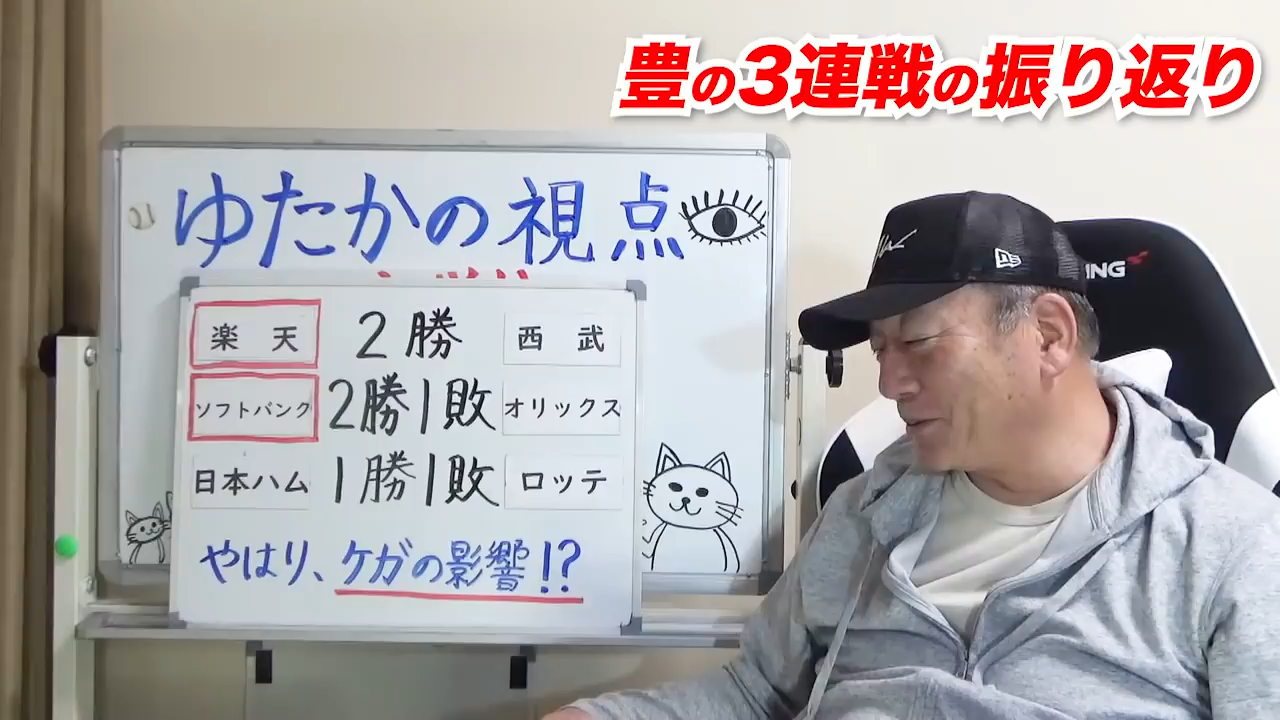 豊の3連戦の振り返り
ゆたかの視点
楽天 2勝 西武
ソフトバンク 2勝1敗 オリックス
日本ハム 1勝1敗 ロッテ
やはり、ケガの影響!?
ING